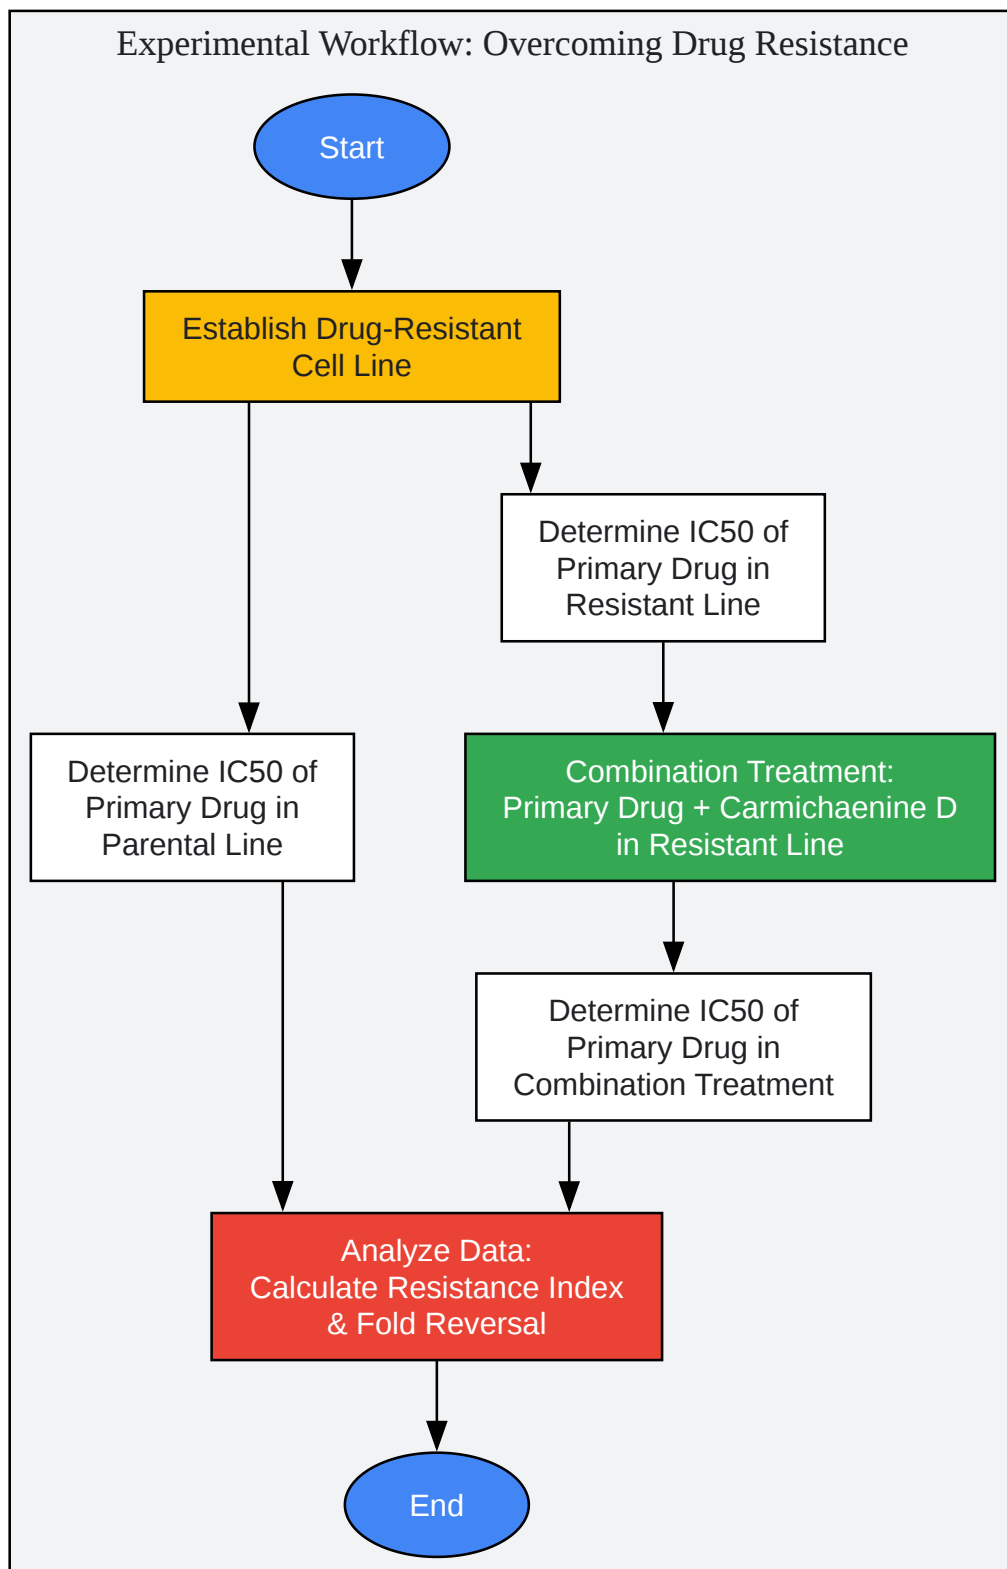 Experimental Workflow: Overcoming Drug Resistance
Start
Establish Drug-Resistant
Cell Line
Determine IC50 of
Primary Drug in
Resistant Line
Determine IC50 of
Primary Drug in
Parental Line
Combination Treatment:
Primary Drug + Carmichaenine D
in Resistant Line
Determine IC50 of
Primary Drug in
Combination Treatment
Analyze Data:
Calculate Resistance Index
& Fold Reversal
End